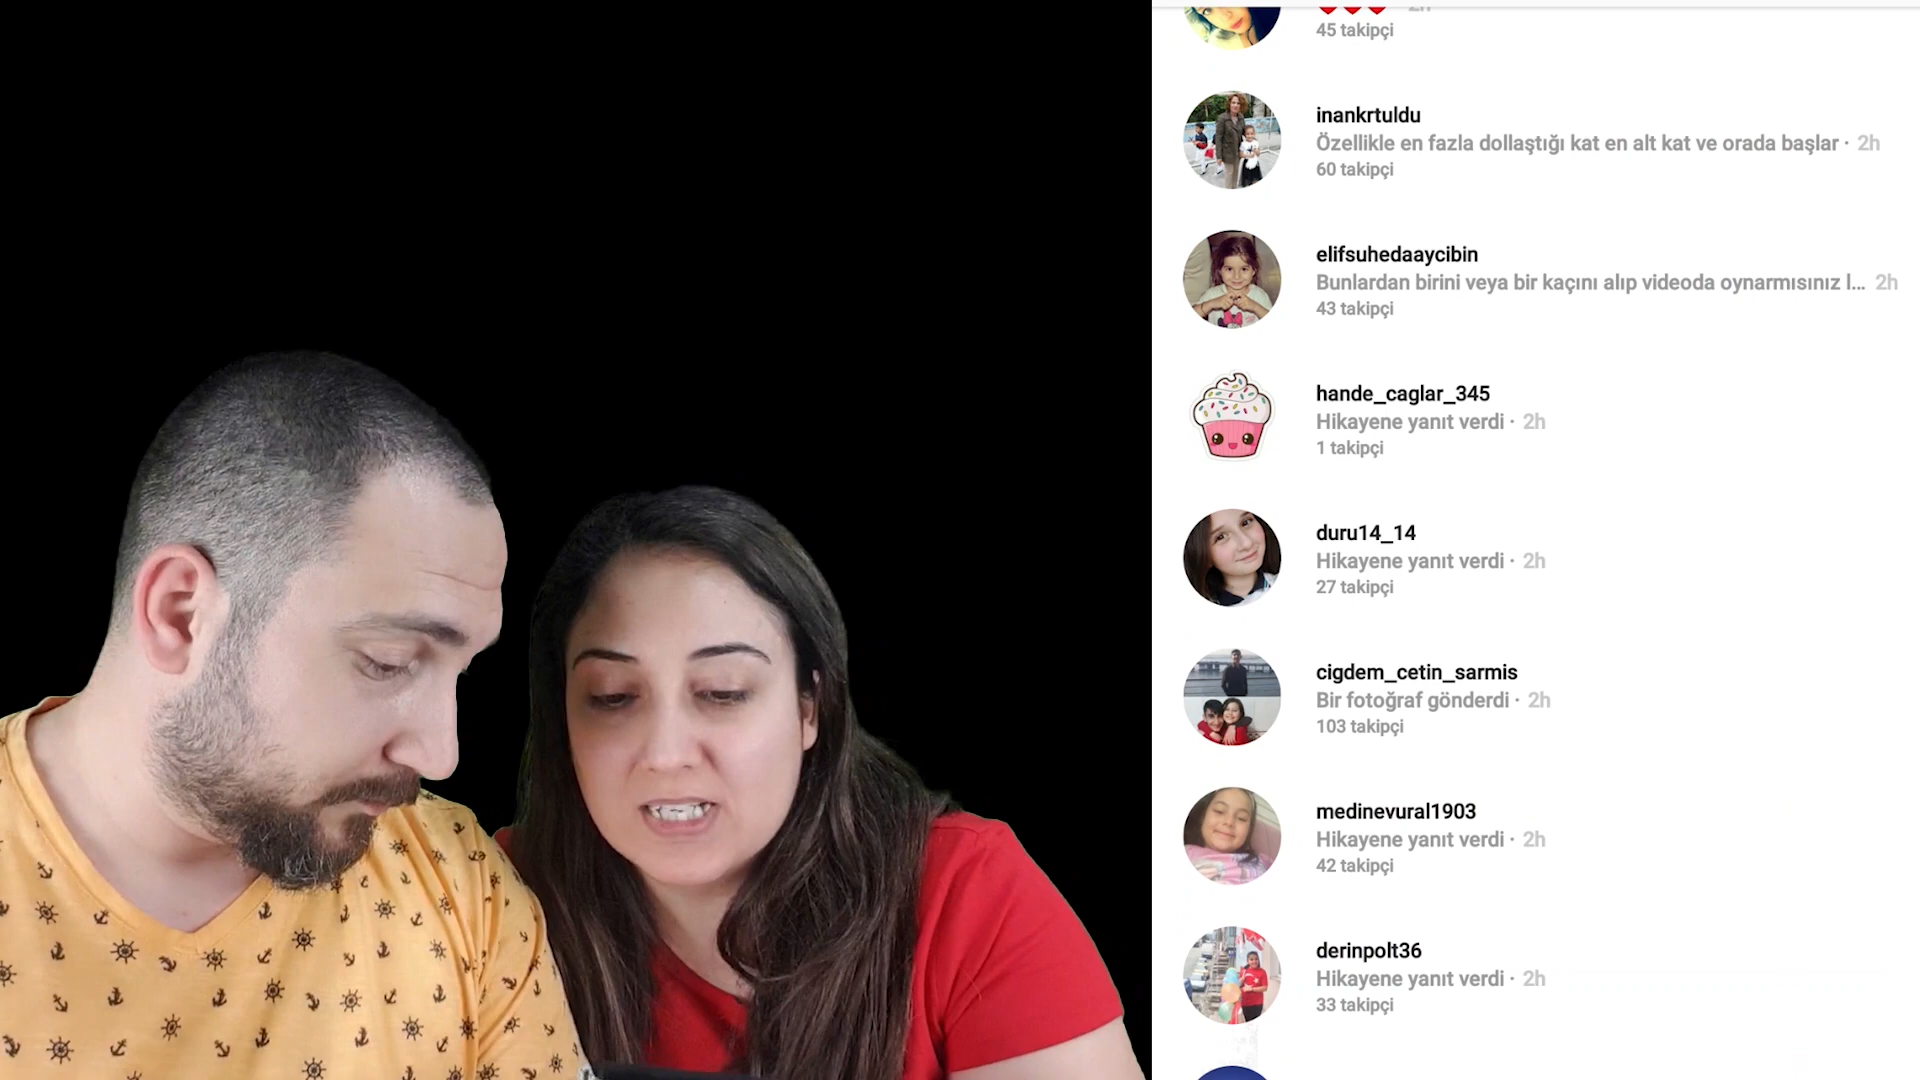 45 takipçi
inankrtuldu
Özellikle en fazla dollaştığı kat en alt kat ve orada başlar · 2h
60 takipçi
elifsuhedaaycibin
Bunlardan birini veya bir kaçını alıp videoda oynarmısınız l... 2h
43 takipçi
hande_caglar_345
Hikayene yanıt verdi · 2h
1 takipçi
duru14_14
Hikayene yanıt verdi · 2h
27 takipçi
cigdem_cetin_sarmis
Bir fotoğraf gönderdi · 2h
103 takipçi
medinevural1903
Hikayene yanıt verdi · 2h
42 takipçi
derinpolt36
Hikayene yanıt verdi · 2h
33 takipçi